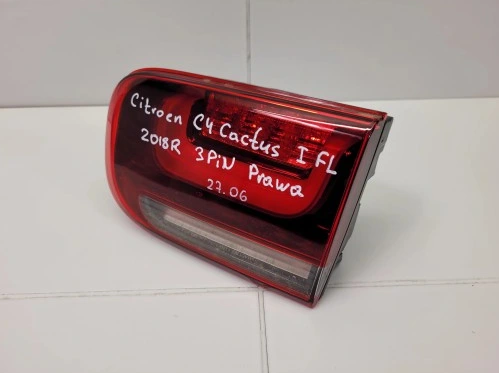 Citroen C4 Cactus I FL
2018R 3PiN Prawa
27.06